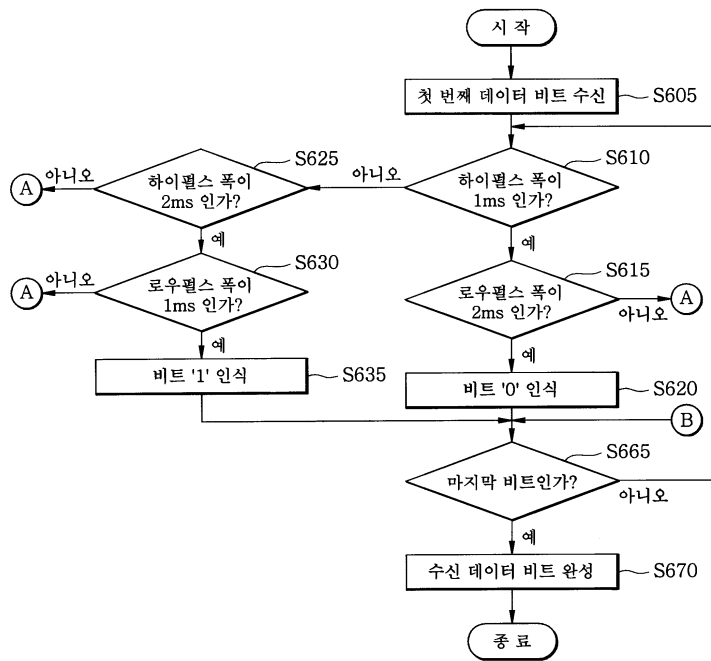 시 작
첫 번째 데이터 비트 수신
S605
S625
S610
A
아니오
하이펄스 폭이
2ms 인가?
아니오
하이펄스 폭이
1ms 인가?
예
예
S630
S615
A
아니오
로우펄스 폭이
1ms 인가?
로우펄스 폭이
2ms 인가?
아니오
A
예
예
비트 '1' 인식
S635
비트 '0' 인식
S620
B
S665
마지막 비트인가?
아니오
예
수신 데이터 비트 완성
S670
종 료